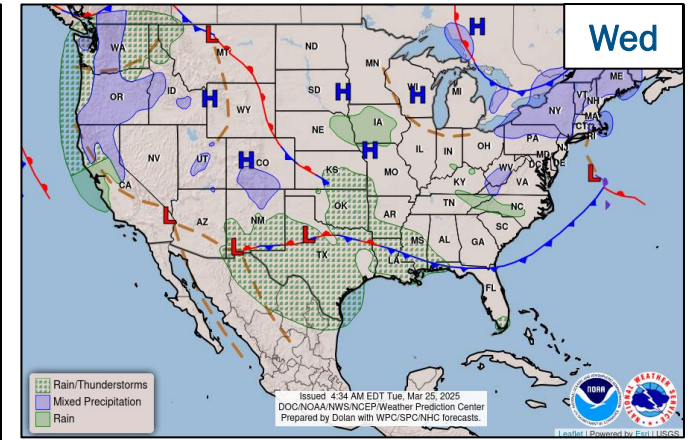 Wed
H
L
WA
MT
ND
MN
WI
MI
ME
VT
NH
NY
MA
CT
RI
OR
ID
H
WY
SD
H
H
IA
NE
PA
NJ
MD
DE
DC
OH
IN
IL
NV
UT
H
CO
KS
H
MO
KY
WV
VA
L
CA
AZ
NM
OK
AR
TN
NC
SC
L
L
L
TX
LA
MS
AL
GA
FL
Rain/Thunderstorms
Mixed Precipitation
Rain
Issued 4:34 AM EDT Tue, Mar 25, 2025
DOC/NOAA/NWS/NCEP/Weather Prediction Center
Prepared by Dolan with WPC/SPC/NHC forecasts.
NOAA
NATIONAL WEATHER SERVICE
Leaflet | Powered by Esri | USGS